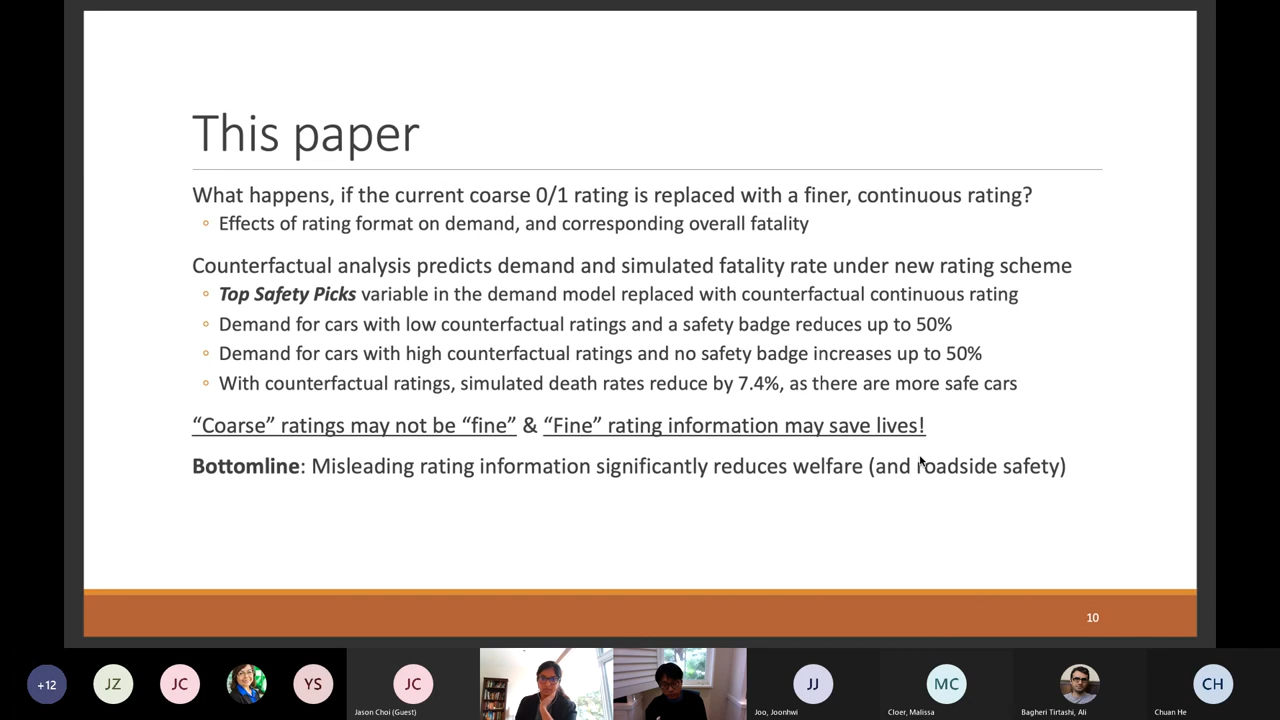 This paper
What happens, if the current coarse 0/1 rating is replaced with a finer, continuous rating?
◦ Effects of rating format on demand, and corresponding overall fatality
Counterfactual analysis predicts demand and simulated fatality rate under new rating scheme
◦ Top Safety Picks variable in the demand model replaced with counterfactual continuous rating
◦ Demand for cars with low counterfactual ratings and a safety badge reduces up to 50%
◦ Demand for cars with high counterfactual ratings and no safety badge increases up to 50%
◦ With counterfactual ratings, simulated death rates reduce by 7.4%, as there are more safe cars
“Coarse” ratings may not be “fine” & “Fine” rating information may save lives!
Bottomline: Misleading rating information significantly reduces welfare (and roadside safety)
10
+12 JZ JC YS JC JJ MC CH
Jason Choi (Guest) Joo, Joonhwi Cloer, Malissa Bagheri Tirtashi, Ali Chuan He